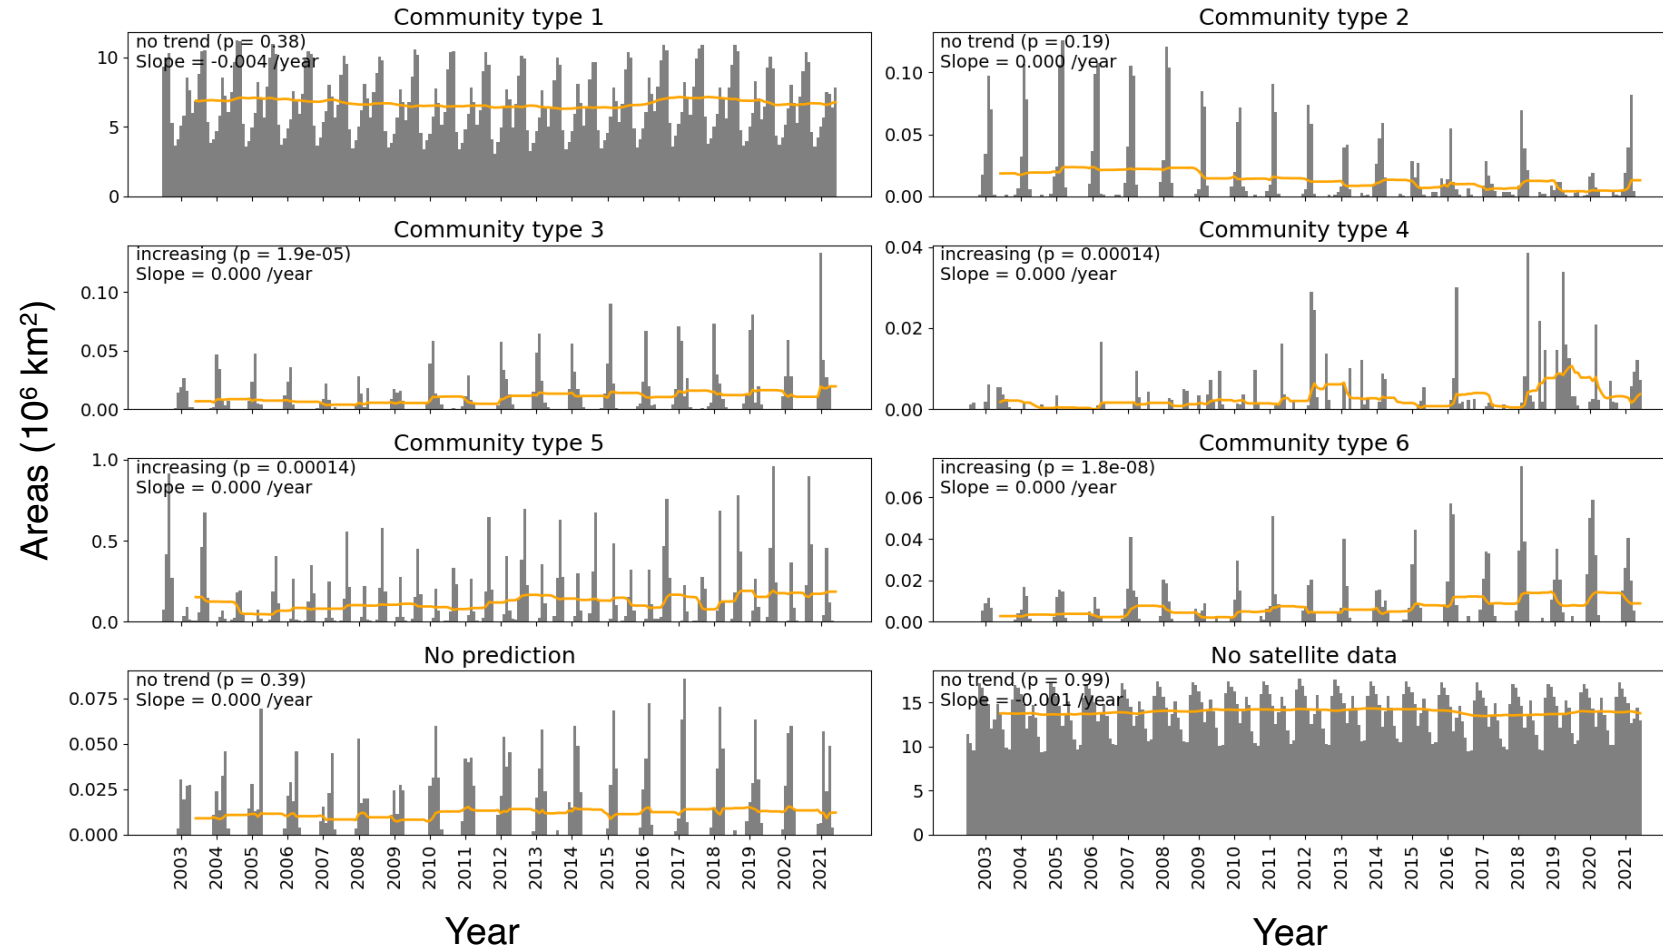 Community type 1
no trend (p = 0.38)
Slope = -0.004 /year
10
5
0
Community type 2
no trend (p = 0.19)
Slope = 0.000 /year
0.10
0.05
0.00
Community type 3
increasing (p = 1.9e-05)
Slope = 0.000 /year
0.10
0.05
0.00
Community type 4
increasing (p = 0.00014)
Slope = 0.000 /year
0.04
0.02
0.00
Areas (10⁶ km²)
Community type 5
increasing (p = 0.00014)
Slope = 0.000 /year
1.0
0.5
0.0
Community type 6
increasing (p = 1.8e-08)
Slope = 0.000 /year
0.06
0.04
0.02
0.00
No prediction
no trend (p = 0.39)
Slope = 0.000 /year
0.075
0.050
0.025
0.000
2003 2004 2005 2006 2007 2008 2009 2010 2011 2012 2013 2014 2015 2016 2017 2018 2019 2020 2021
Year
No satellite data
no trend (p = 0.99)
Slope = -0.001 /year
15
10
5
0
2003 2004 2005 2006 2007 2008 2009 2010 2011 2012 2013 2014 2015 2016 2017 2018 2019 2020 2021
Year